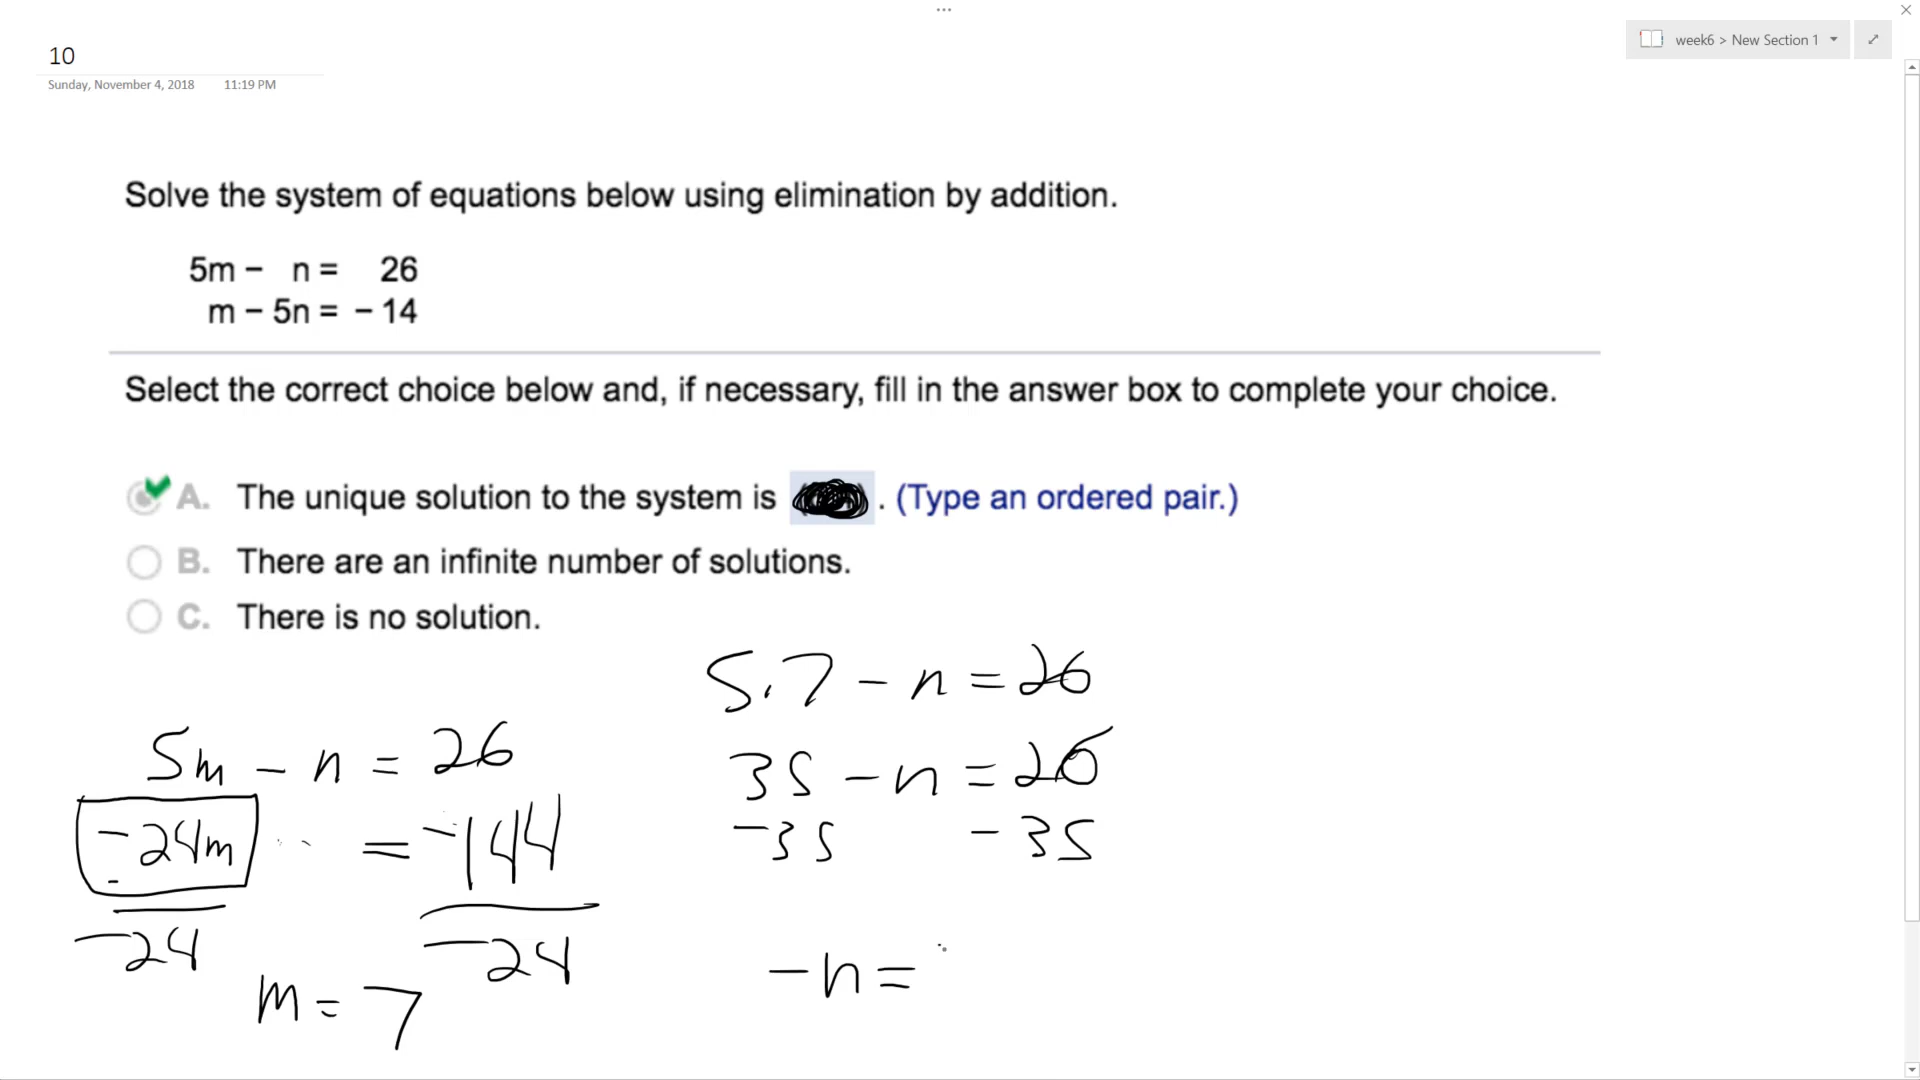 10
week6 > New Section 1
Sunday, November 4, 2018 11:19 PM
Solve the system of equations below using elimination by addition.
5m − n = 26
m − 5n = − 14
Select the correct choice below and, if necessary, fill in the answer box to complete your choice.
A. The unique solution to the system is . (Type an ordered pair.)
B. There are an infinite number of solutions.
C. There is no solution.
5m − n = 26
−24m = −144
−24 −24
m = 7
5.7 − n = 26
35 − n = 26
−35 −35
−n =